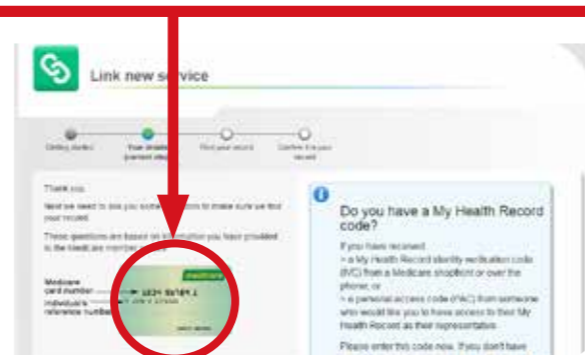 Link new service
Getting started
Your details
(current step)
Find your record
Confirm it is your
record
Thank you.
Next we need to ask you some questions to make sure we find
your record.
These questions are based on information you have provided
to the Medicare member
Medicare
card number
individual's
reference number
medicare
Do you have a My Health Record
code?
If you have received:
> a My Health Record identity verification code
(IVC) from a Medicare shopfront or over the
phone; or
> a personal access code (PAC) from someone
who would like you to have access to their My
Health Record as their representative.
Please enter this code now. If you don't have